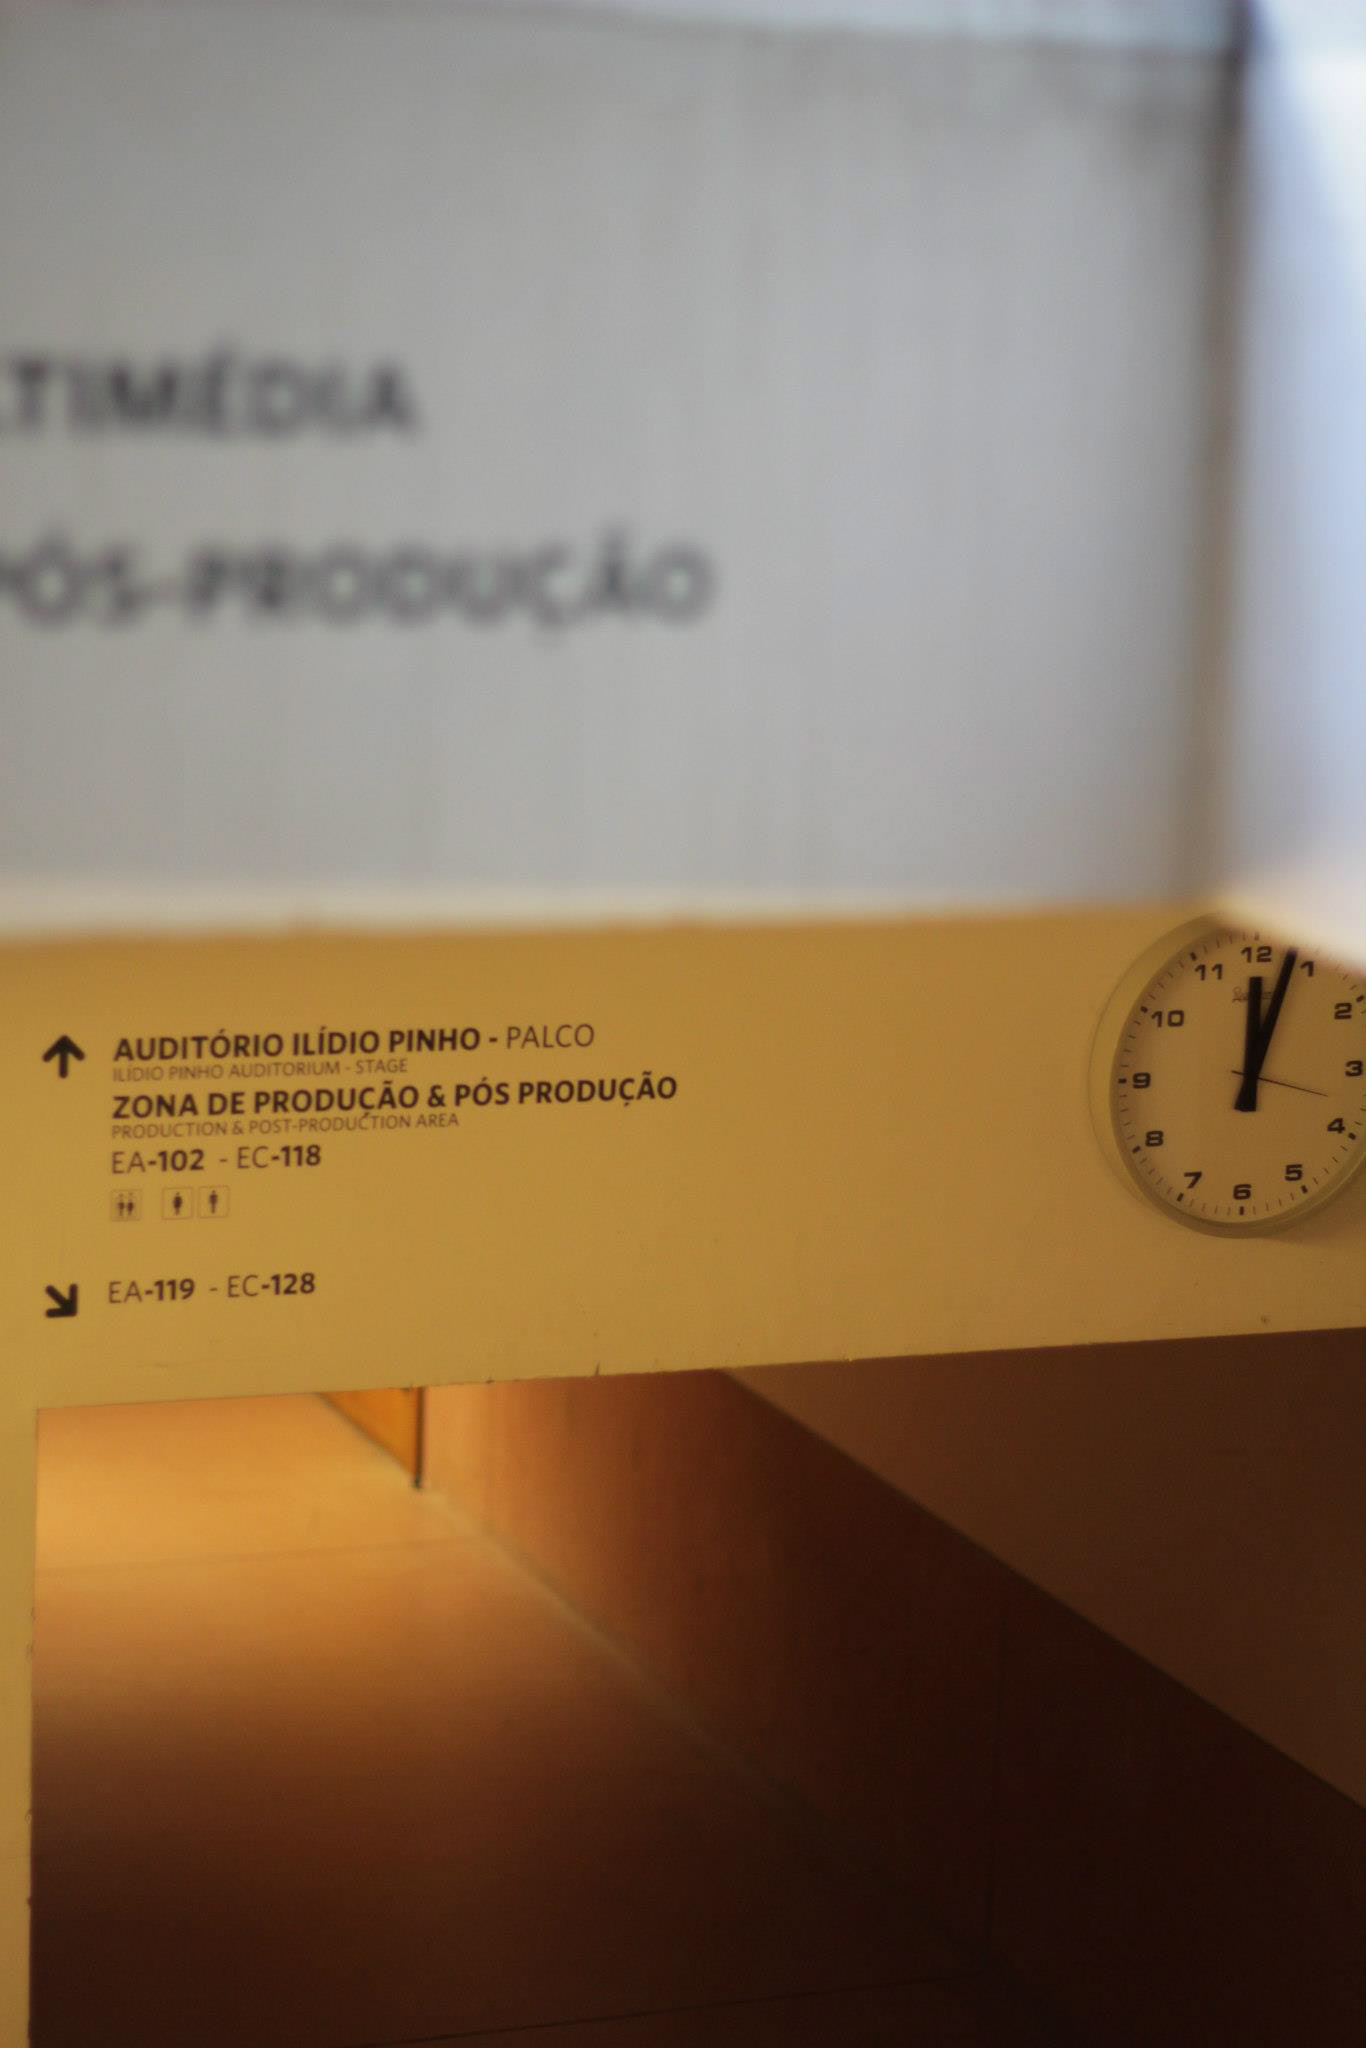 TIMÉDIA
PÓS-PRODUÇÃO
AUDITÓRIO ILÍDIO PINHO - PALCO
ILÍDIO PINHO AUDITORIUM - STAGE
ZONA DE PRODUÇÃO & PÓS PRODUÇÃO
PRODUCTION & POST-PRODUCTION AREA
EA-102 - EC-118
EA-119 - EC-128
12
1
2
3
4
5
6
7
8
9
10
11